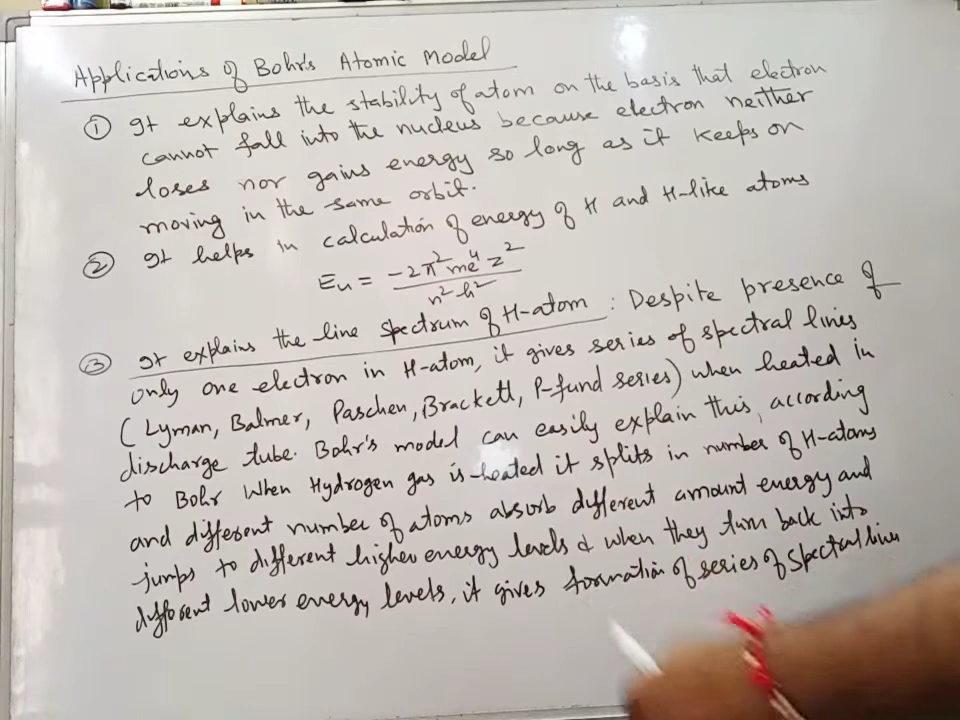 Applications of Bohr's Atomic Model
① It explains the stability of atom on the basis that electron
cannot fall into the nucleus because electron neither
loses nor gains energy so long as it keeps on
moving in the same orbit.
② It helps in calculation of energy of H and H-like atoms
En = -2π²me⁴z² / n²h²
③ It explains the line spectrum of H-atom : Despite presence of
only one electron in H-atom, it gives series of spectral lines
(Lyman, Balmer, Paschen, Brackett, P-fund series) when heated in
discharge tube. Bohr's model can easily explain this, according
to Bohr when Hydrogen gas is heated it splits in number of H-atoms
and different number of atoms absorb different amount energy and
jumps to different higher energy levels & when they turn back into
different lower energy levels, it gives formation of series of spectral lines